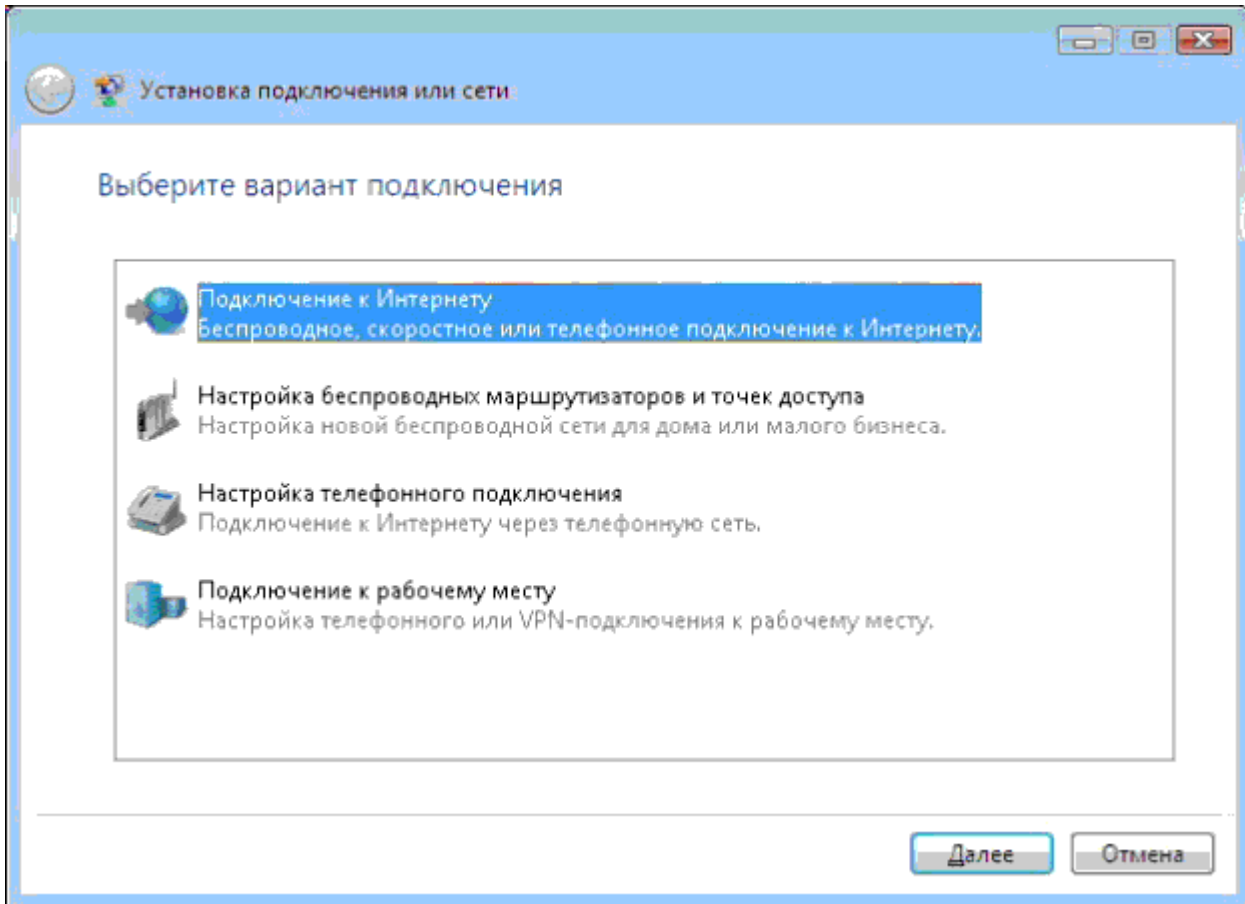 Установка подключения или сети
Выберите вариант подключения
Подключение к Интернету
Беспроводное, скоростное или телефонное подключение к Интернету.
Настройка беспроводных маршрутизаторов и точек доступа
Настройка новой беспроводной сети для дома или малого бизнеса.
Настройка телефонного подключения
Подключение к Интернету через телефонную сеть.
Подключение к рабочему месту
Настройка телефонного или VPN-подключения к рабочему месту.
Далее Отмена